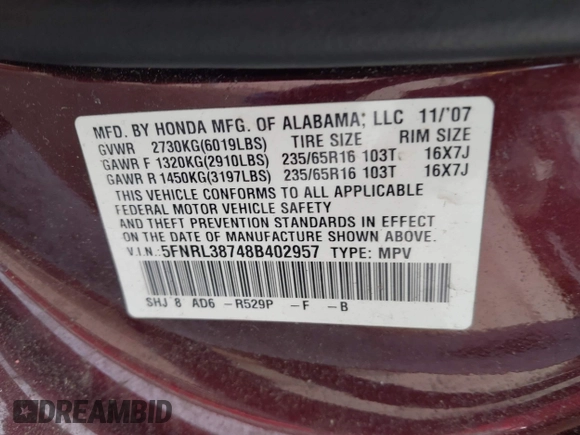 MFD. BY HONDA MFG. OF ALABAMA, LLC 11/'07
GVWR 2730KG(6019LBS) TIRE SIZE RIM SIZE
GAWR F 1320KG(2910LBS) 235/65R16 103T 16X7J
GAWR R 1450KG(3197LBS) 235/65R16 103T 16X7J
THIS VEHICLE CONFORMS TO ALL APPLICABLE
FEDERAL MOTOR VEHICLE SAFETY
AND THEFT PREVENTION STANDARDS IN EFFECT
ON THE DATE OF MANUFACTURE SHOWN ABOVE.
V.I.N.: 5FNRL38748B402957 TYPE: MPV
SHJ 8 AD6 -R529P -F -B
DREAMBID